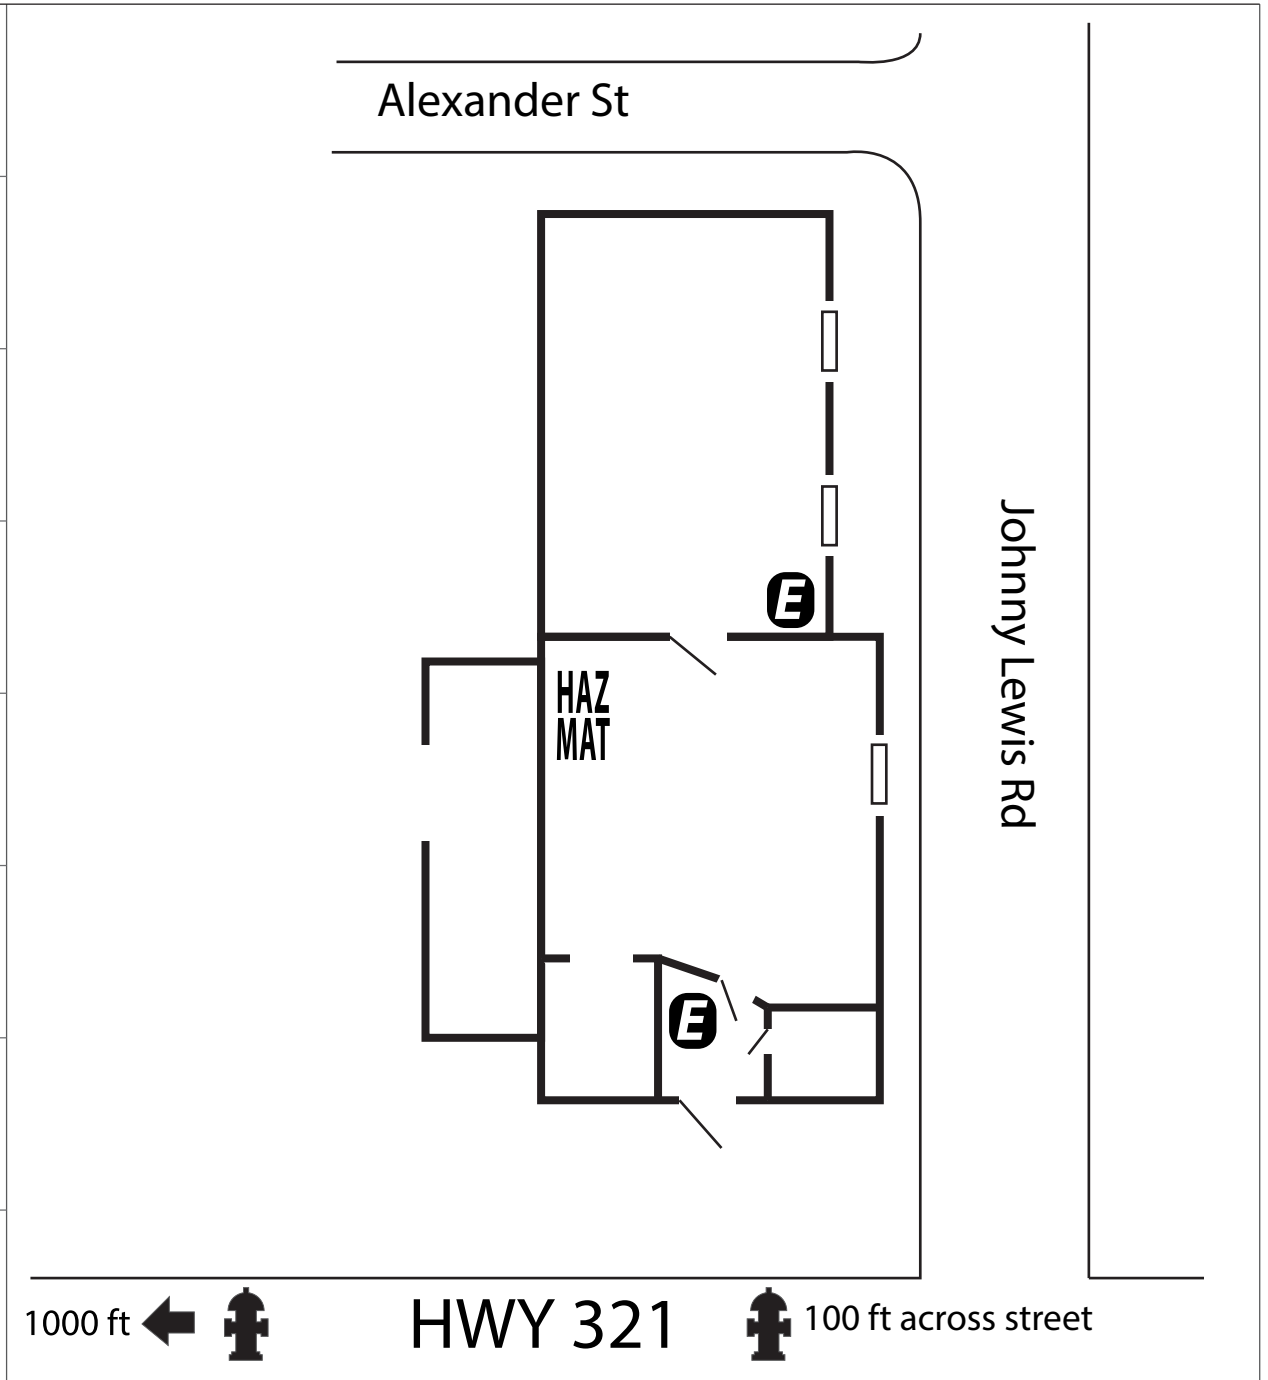 Alexander St
Johnny Lewis Rd
E
HAZ
MAT
E
1000 ft
HWY 321
100 ft across street